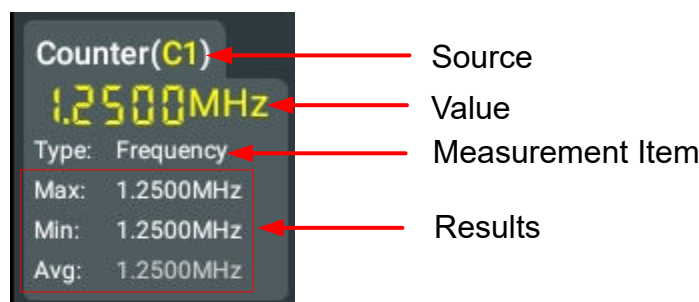 Counter(C1) Source
1.2500MHz Value
Type: Frequency Measurement Item
Max: 1.2500MHz
Min: 1.2500MHz Results
Avg: 1.2500MHz